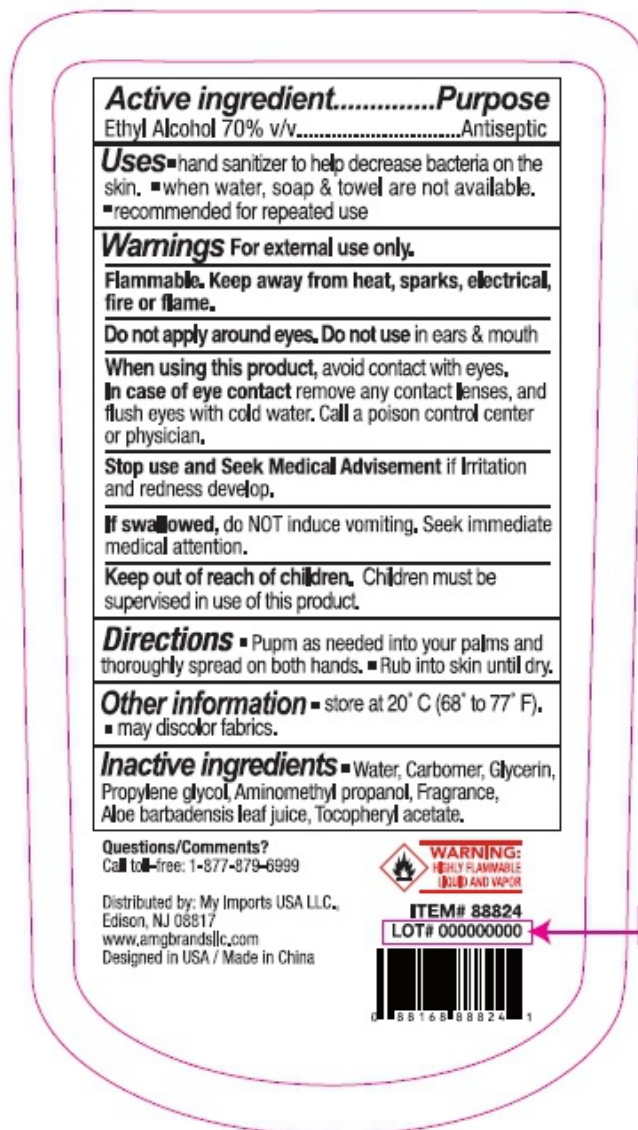 Active ingredient..............Purpose
Ethyl Alcohol 70% v/v.......................................Antiseptic
Uses ▪hand sanitizer to help decrease bacteria on the
skin. ▪when water, soap & towel are not available.
▪recommended for repeated use
Warnings For external use only.
Flammable. Keep away from heat, sparks, electrical,
fire or flame.
Do not apply around eyes. Do not use in ears & mouth
When using this product, avoid contact with eyes.
In case of eye contact remove any contact lenses, and
flush eyes with cold water. Call a poison control center
or physician.
Stop use and Seek Medical Advisement if Irritation
and redness develop.
If swallowed, do NOT induce vomiting. Seek immediate
medical attention.
Keep out of reach of children. Children must be
supervised in use of this product.
Directions ▪ Pupm as needed into your palms and
thoroughly spread on both hands. ▪ Rub into skin until dry.
Other information ▪ store at 20° C (68° to 77° F).
▪ may discolor fabrics.
Inactive ingredients ▪ Water, Carbomer, Glycerin,
Propylene glycol, Aminomethyl propanol, Fragrance,
Aloe barbadensis leaf juice, Tocopheryl acetate.
Questions/Comments?
Call toll-free: 1-877-879-6999
Distributed by: My Imports USA LLC.,
Edison, NJ 08817
www.amgbrandsllc.com
Designed in USA / Made in China
WARNING:
HIGHLY FLAMMABLE
LIQUID AND VAPOR
ITEM# 88824
LOT# 000000000
0 88168 88824 1